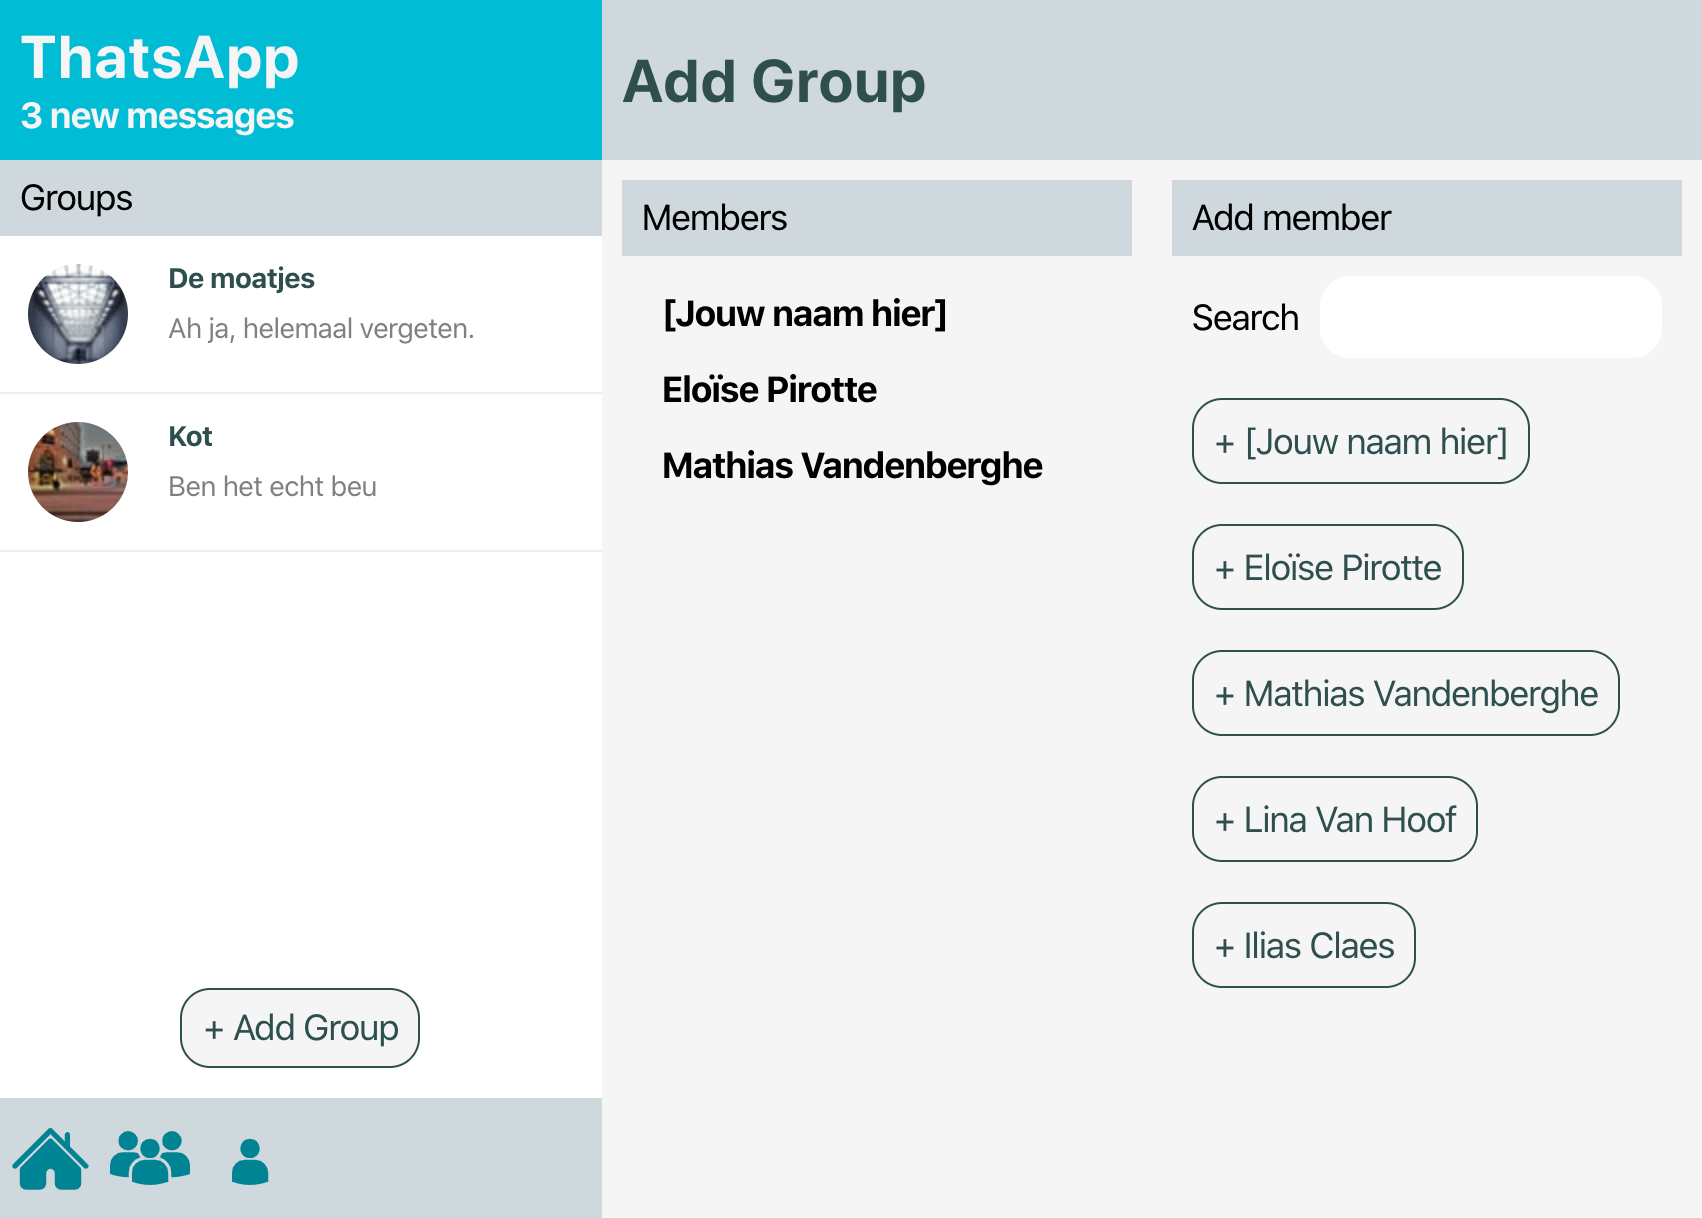 ThatsApp
3 new messages
Groups
De moatjes
Ah ja, helemaal vergeten.
Kot
Ben het echt beu
+ Add Group
Add Group
Members
[Jouw naam hier]
Eloïse Pirotte
Mathias Vandenberghe
Add member
Search
+ [Jouw naam hier]
+ Eloïse Pirotte
+ Mathias Vandenberghe
+ Lina Van Hoof
+ Ilias Claes